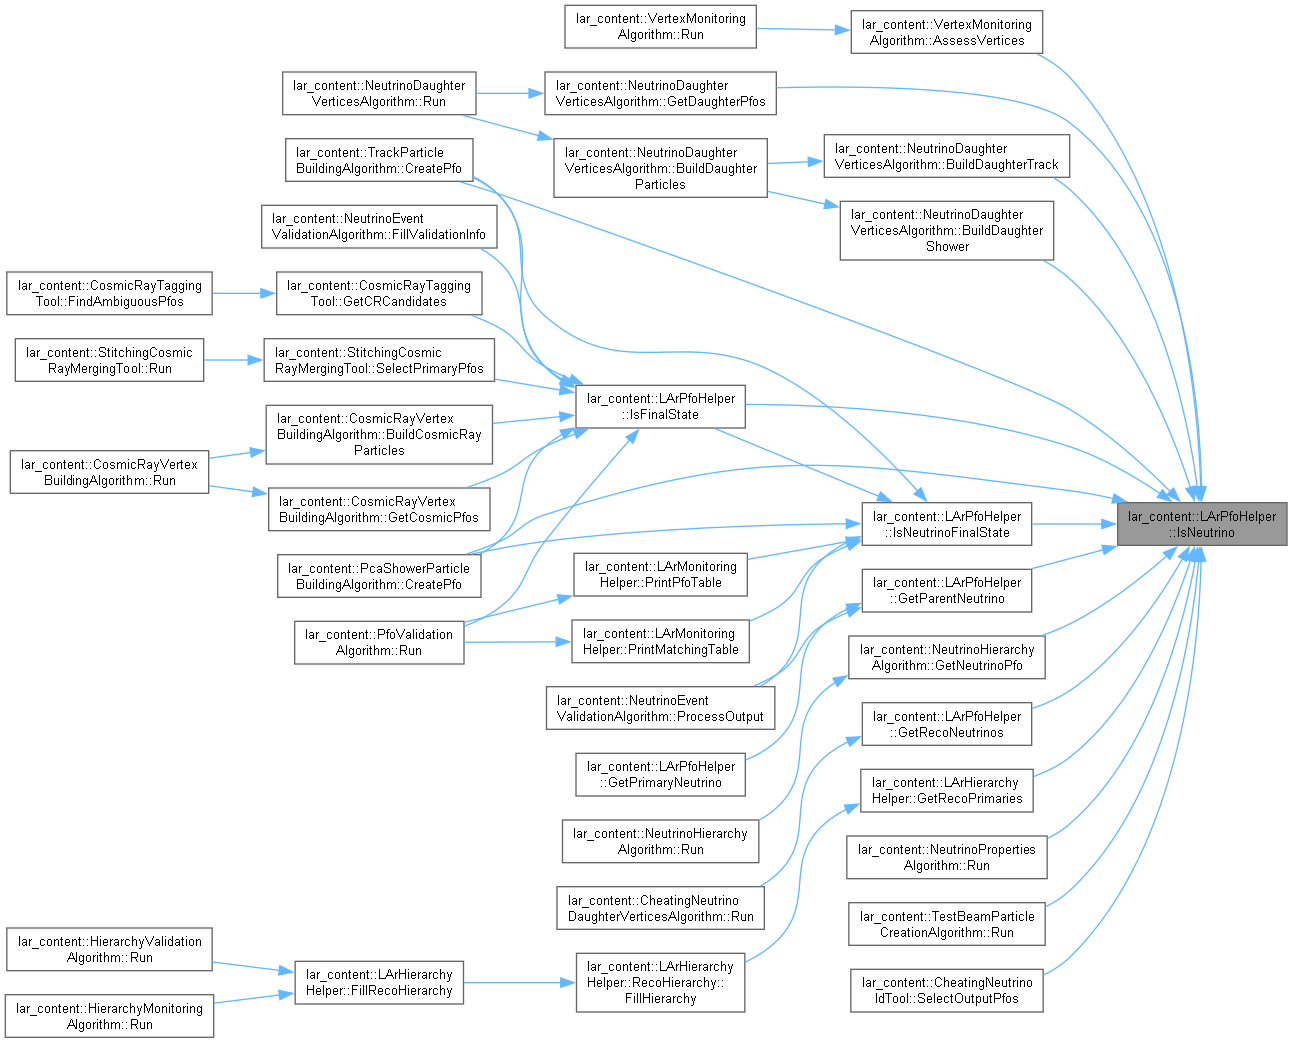 lar_content::VertexMonitoring
Algorithm::Run
lar_content::VertexMonitoring
Algorithm::AssessVertices
lar_content::NeutrinoDaughter
VerticesAlgorithm::Run
lar_content::NeutrinoDaughter
VerticesAlgorithm::GetDaughterPfos
lar_content::TrackParticle
BuildingAlgorithm::CreatePfo
lar_content::NeutrinoDaughter
VerticesAlgorithm::BuildDaughter
Particles
lar_content::NeutrinoDaughter
VerticesAlgorithm::BuildDaughterTrack
lar_content::NeutrinoEvent
ValidationAlgorithm::FillValidationInfo
lar_content::NeutrinoDaughter
VerticesAlgorithm::BuildDaughter
Shower
lar_content::CosmicRayTagging
Tool::FindAmbiguousPfos
lar_content::CosmicRayTagging
Tool::GetCRCandidates
lar_content::StitchingCosmic
RayMergingTool::Run
lar_content::StitchingCosmic
RayMergingTool::SelectPrimaryPfos
lar_content::LArPfoHelper
::IsFinalState
lar_content::CosmicRayVertex
BuildingAlgorithm::BuildCosmicRay
Particles
lar_content::CosmicRayVertex
BuildingAlgorithm::Run
lar_content::CosmicRayVertex
BuildingAlgorithm::GetCosmicPfos
lar_content::LArPfoHelper
::IsNeutrinoFinalState
lar_content::LArPfoHelper
::IsNeutrino
lar_content::PcaShowerParticle
BuildingAlgorithm::CreatePfo
lar_content::LArMonitoring
Helper::PrintPfoTable
lar_content::LArPfoHelper
::GetParentNeutrino
lar_content::PfoValidation
Algorithm::Run
lar_content::LArMonitoring
Helper::PrintMatchingTable
lar_content::NeutrinoHierarchy
Algorithm::GetNeutrinoPfo
lar_content::NeutrinoEvent
ValidationAlgorithm::ProcessOutput
lar_content::LArPfoHelper
::GetRecoNeutrinos
lar_content::LArPfoHelper
::GetPrimaryNeutrino
lar_content::LArHierarchy
Helper::GetRecoPrimaries
lar_content::NeutrinoHierarchy
Algorithm::Run
lar_content::NeutrinoProperties
Algorithm::Run
lar_content::CheatingNeutrino
DaughterVerticesAlgorithm::Run
lar_content::TestBeamParticle
CreationAlgorithm::Run
lar_content::HierarchyValidation
Algorithm::Run
lar_content::LArHierarchy
Helper::FillRecoHierarchy
lar_content::LArHierarchy
Helper::RecoHierarchy::
FillHierarchy
lar_content::CheatingNeutrino
IdTool::SelectOutputPfos
lar_content::HierarchyMonitoring
Algorithm::Run